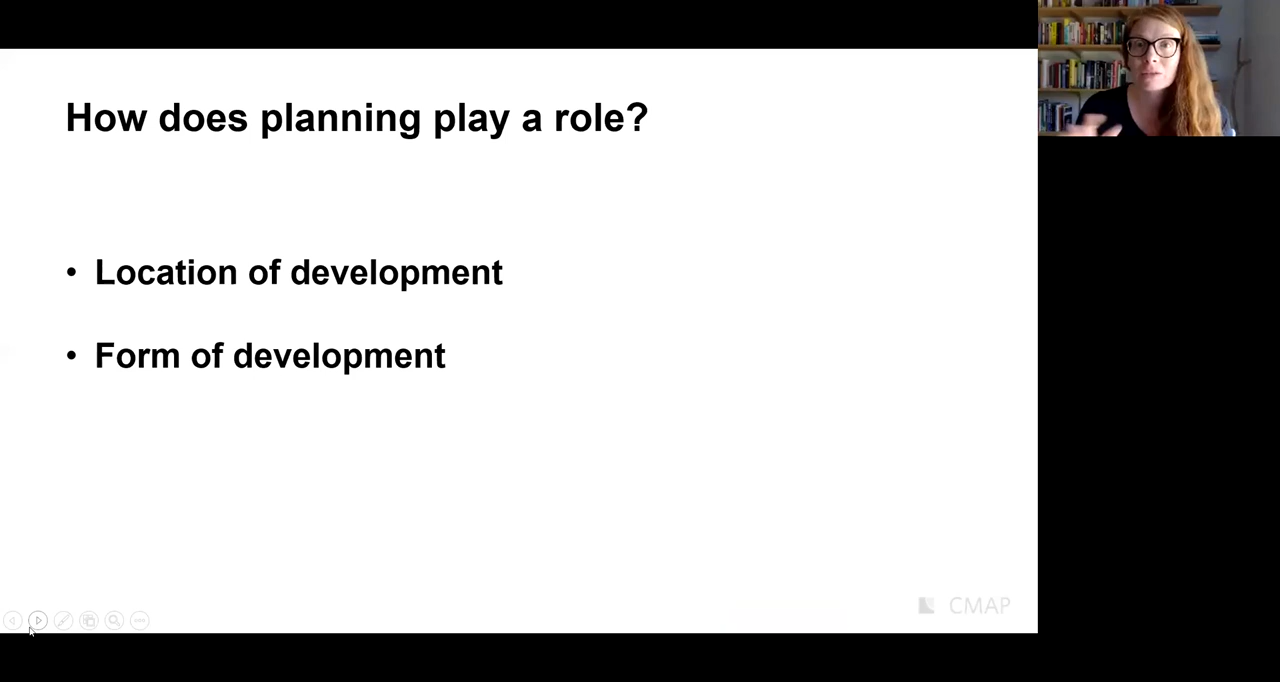 How does planning play a role?
• Location of development
• Form of development
CMAP